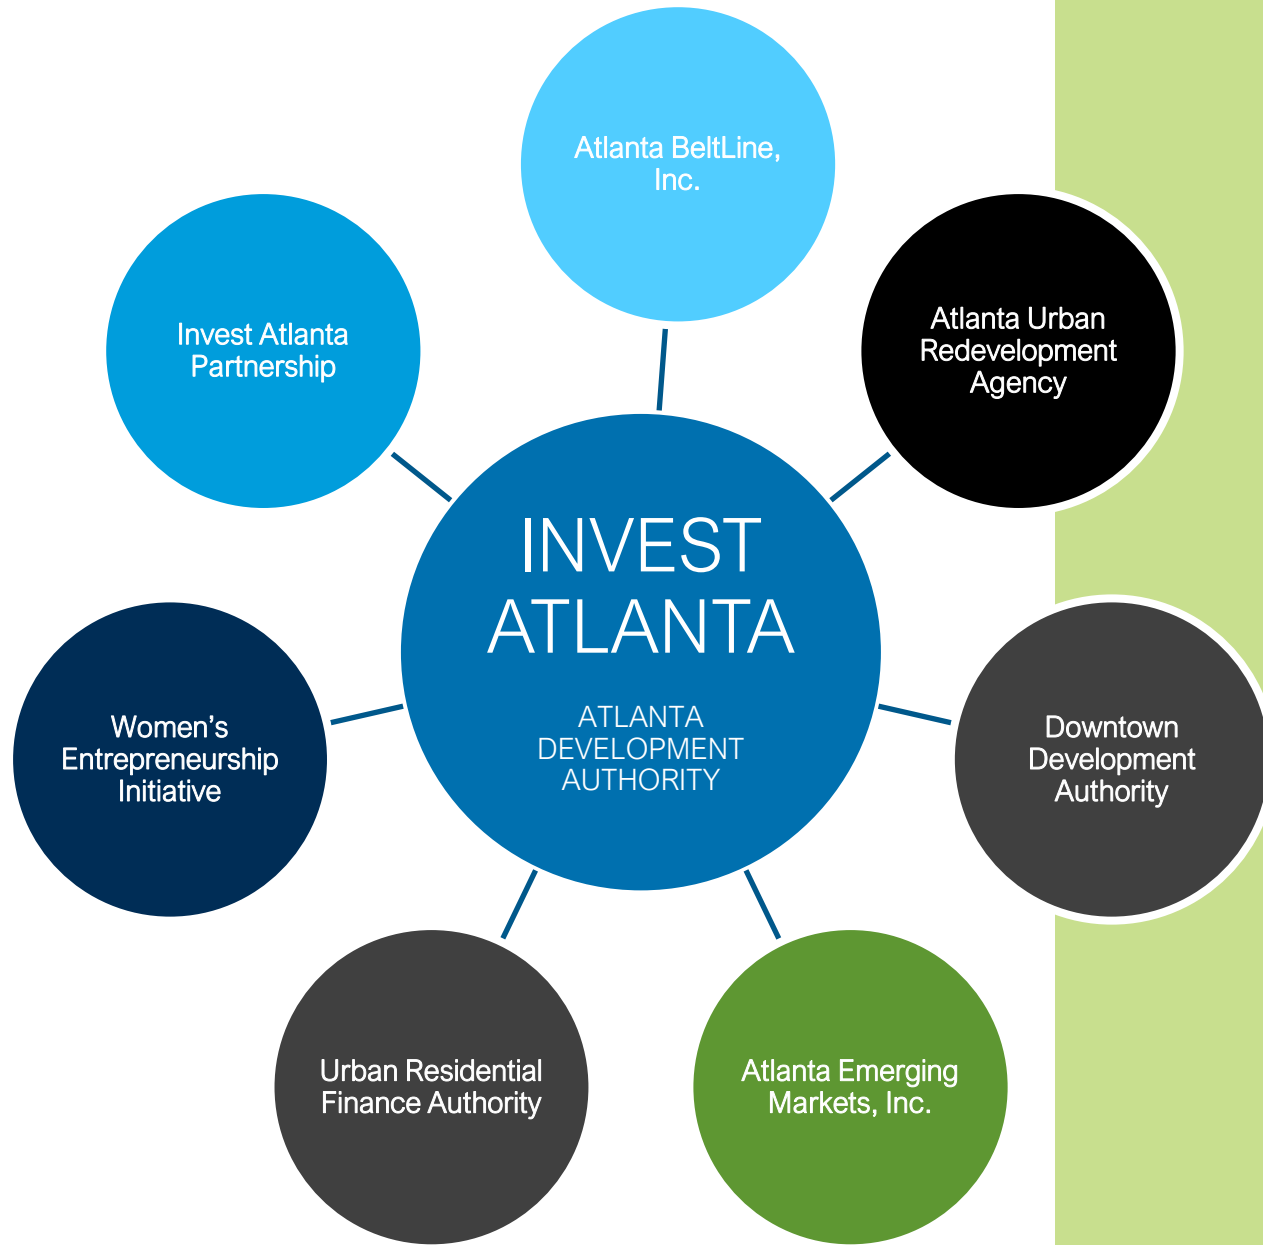 Atlanta BeltLine,
Inc.
Atlanta Urban
Redevelopment
Agency
Invest Atlanta
Partnership
INVEST
ATLANTA
ATLANTA
DEVELOPMENT
AUTHORITY
Women’s
Entrepreneurship
Initiative
Downtown
Development
Authority
Urban Residential
Finance Authority
Atlanta Emerging
Markets, Inc.